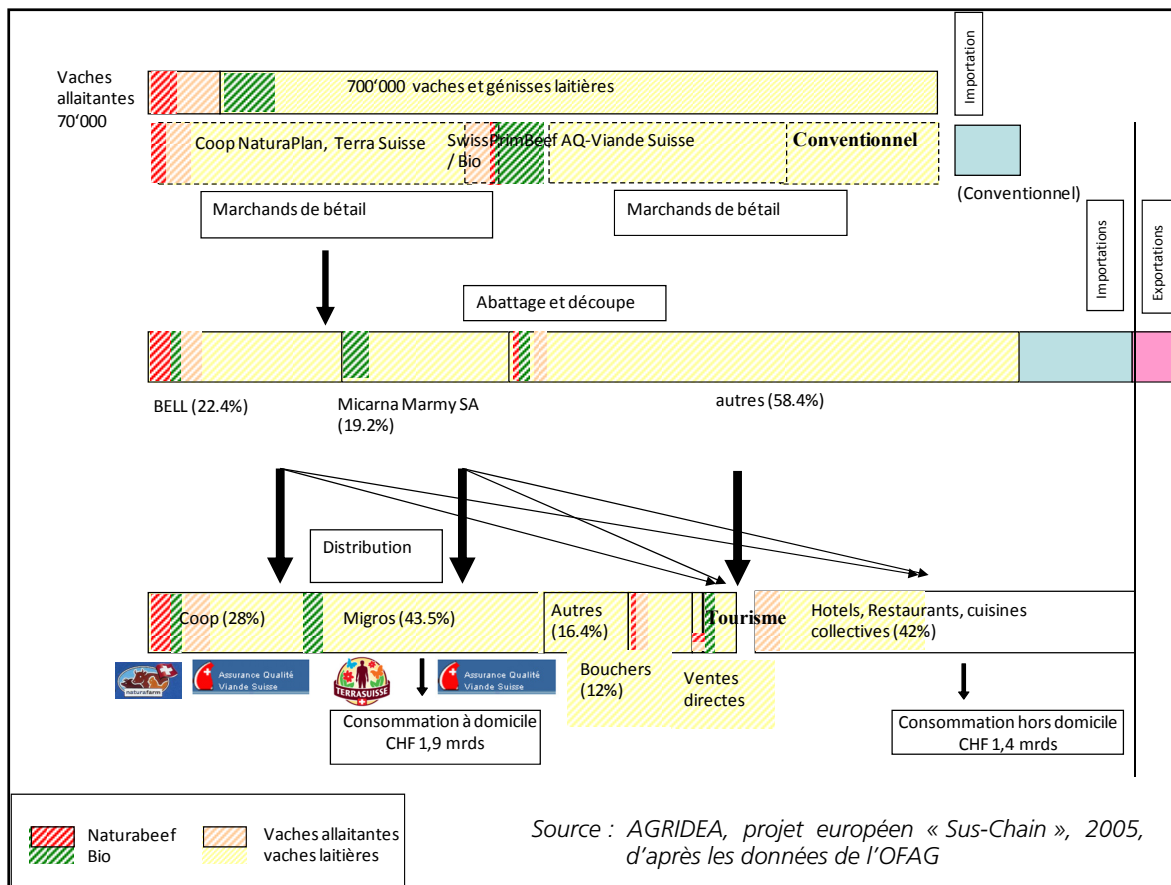 Vaches
allaitantes
70'000
700'000 vaches et génisses laitières
Importation
Coop NaturaPlan, Terra Suisse
SwissPrimBeef
/ Bio
AQ-Viande Suisse
Conventionnel
(Conventionnel)
Marchands de bétail
Marchands de bétail
Importations
Exportations
Abattage et découpe
BELL (22.4%)
Micarna Marmy SA
(19.2%)
autres (58.4%)
Distribution
Coop (28%)
Migros (43.5%)
Autres
(16.4%)
Tourisme
Hotels, Restaurants, cuisines
collectives (42%)
Bouchers
(12%)
Ventes
directes
naturafarm
Assurance Qualité
Viande Suisse
TERRASUISSE
Assurance Qualité
Viande Suisse
Consommation à domicile
CHF 1,9 mrds
Consommation hors domicile
CHF 1,4 mrds
Naturabeef
Bio
Vaches allaitantes
vaches laitières
Source : AGRIDEA, projet européen « Sus-Chain », 2005,
d'après les données de l'OFAG